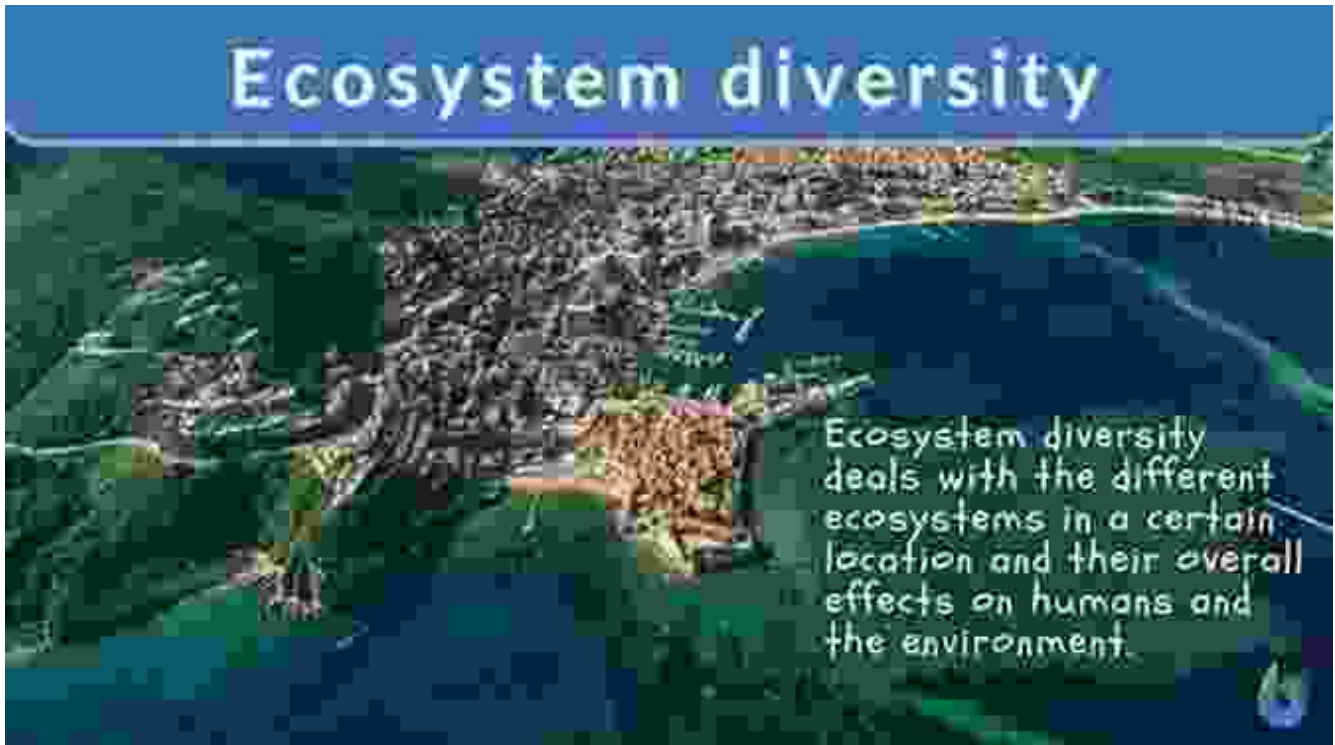 Ecosystem diversity
Ecosystem diversity
deals with the different
ecosystems in a certain
location and their overall
effects on humans and
the environment.